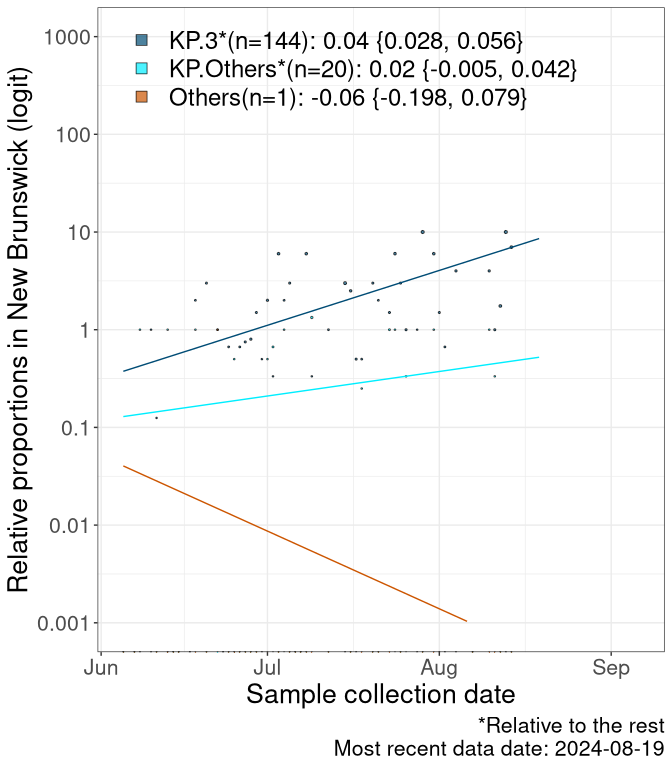 KP.3*(n=144): 0.04 {0.028, 0.056}
KP.Others*(n=20): 0.02 {-0.005, 0.042}
Others(n=1): -0.06 {-0.198, 0.079}
Relative proportions in New Brunswick (logit)
1000
100
10
1
0.1
0.01
0.001
Jun Jul Aug Sep
Sample collection date
*Relative to the rest
Most recent data date: 2024-08-19